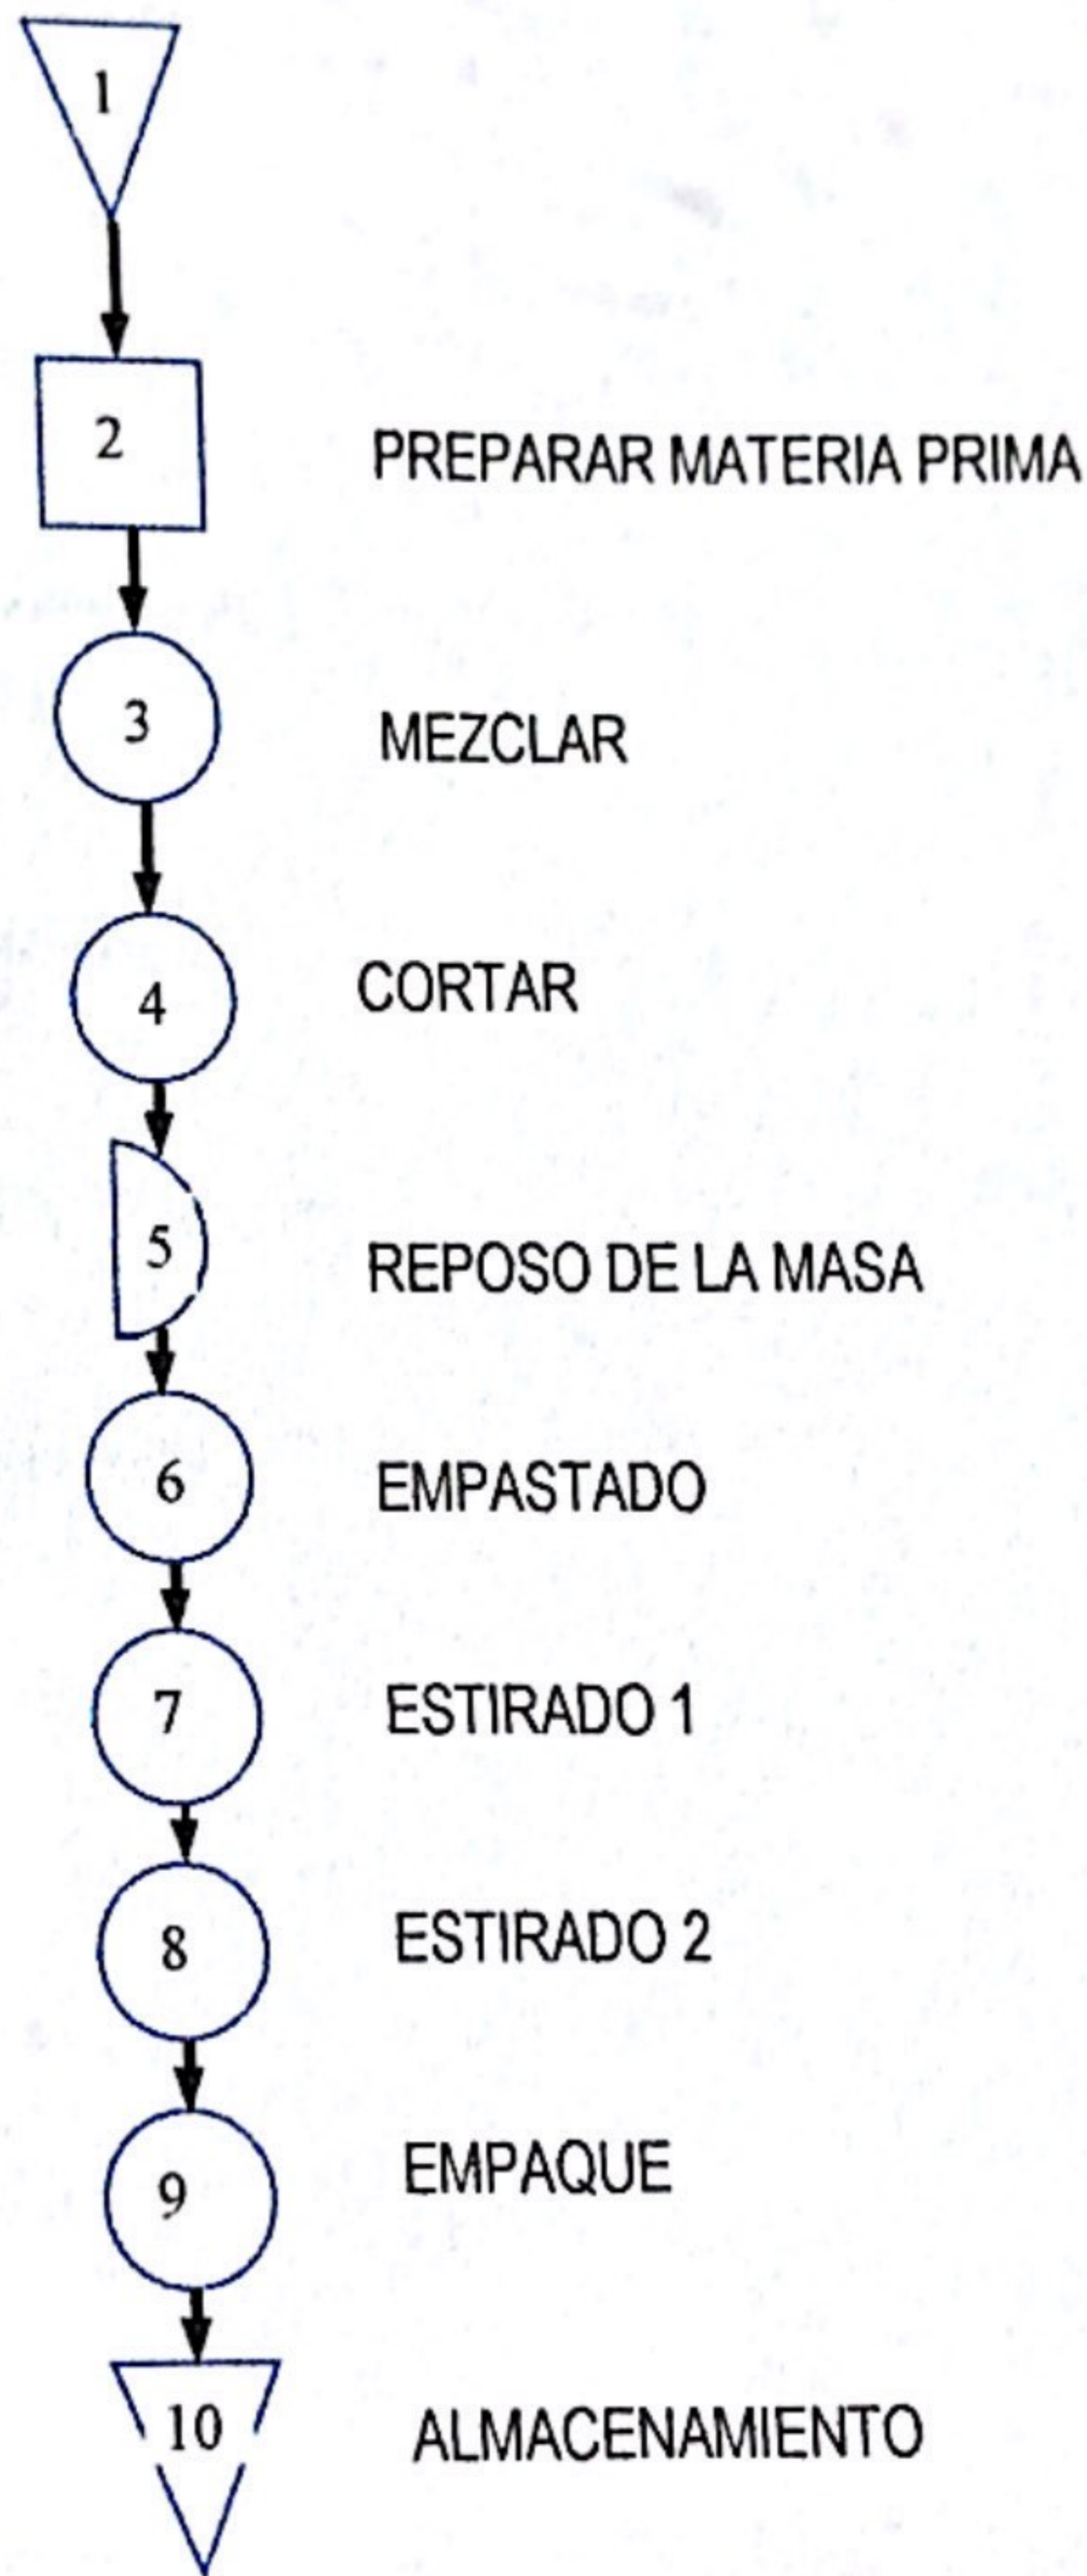 1
2 PREPARAR MATERIA PRIMA
3 MEZCLAR
4 CORTAR
5 REPOSO DE LA MASA
6 EMPASTADO
7 ESTIRADO 1
8 ESTIRADO 2
9 EMPAQUE
10 ALMACENAMIENTO